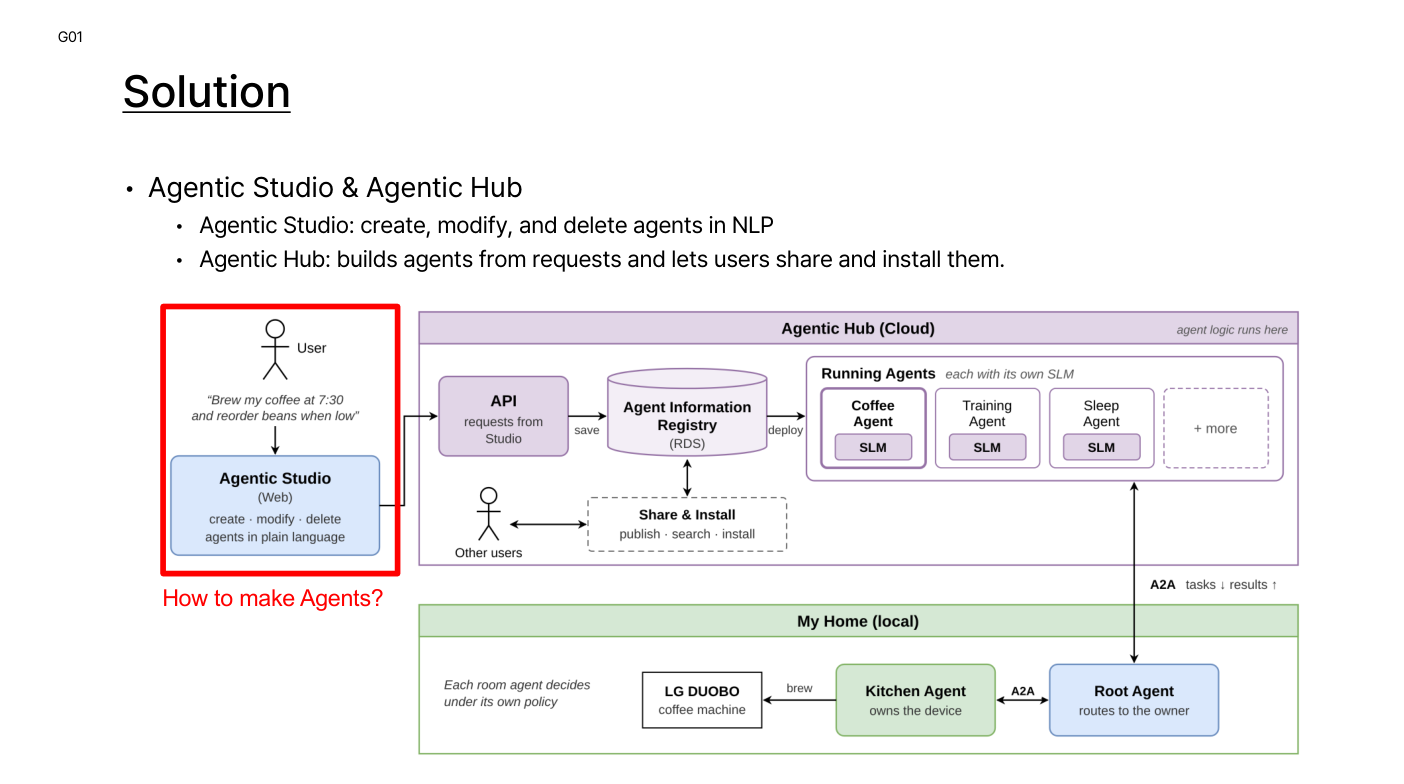 G01
Solution
• Agentic Studio & Agentic Hub
• Agentic Studio: create, modify, and delete agents in NLP
• Agentic Hub: builds agents from requests and lets users share and install them.
User
“Brew my coffee at 7:30
and reorder beans when low”
Agentic Studio
(Web)
create · modify · delete
agents in plain language
How to make Agents?
Agentic Hub (Cloud)
agent logic runs here
API
requests from
Studio
save
Agent Information
Registry
(RDS)
deploy
Running Agents each with its own SLM
Coffee
Agent
SLM
Training
Agent
SLM
Sleep
Agent
SLM
+ more
Other users
Share & Install
publish · search · install
A2A tasks ↓ results ↑
My Home (local)
Each room agent decides
under its own policy
LG DUOBO
coffee machine
brew
Kitchen Agent
owns the device
A2A
Root Agent
routes to the owner